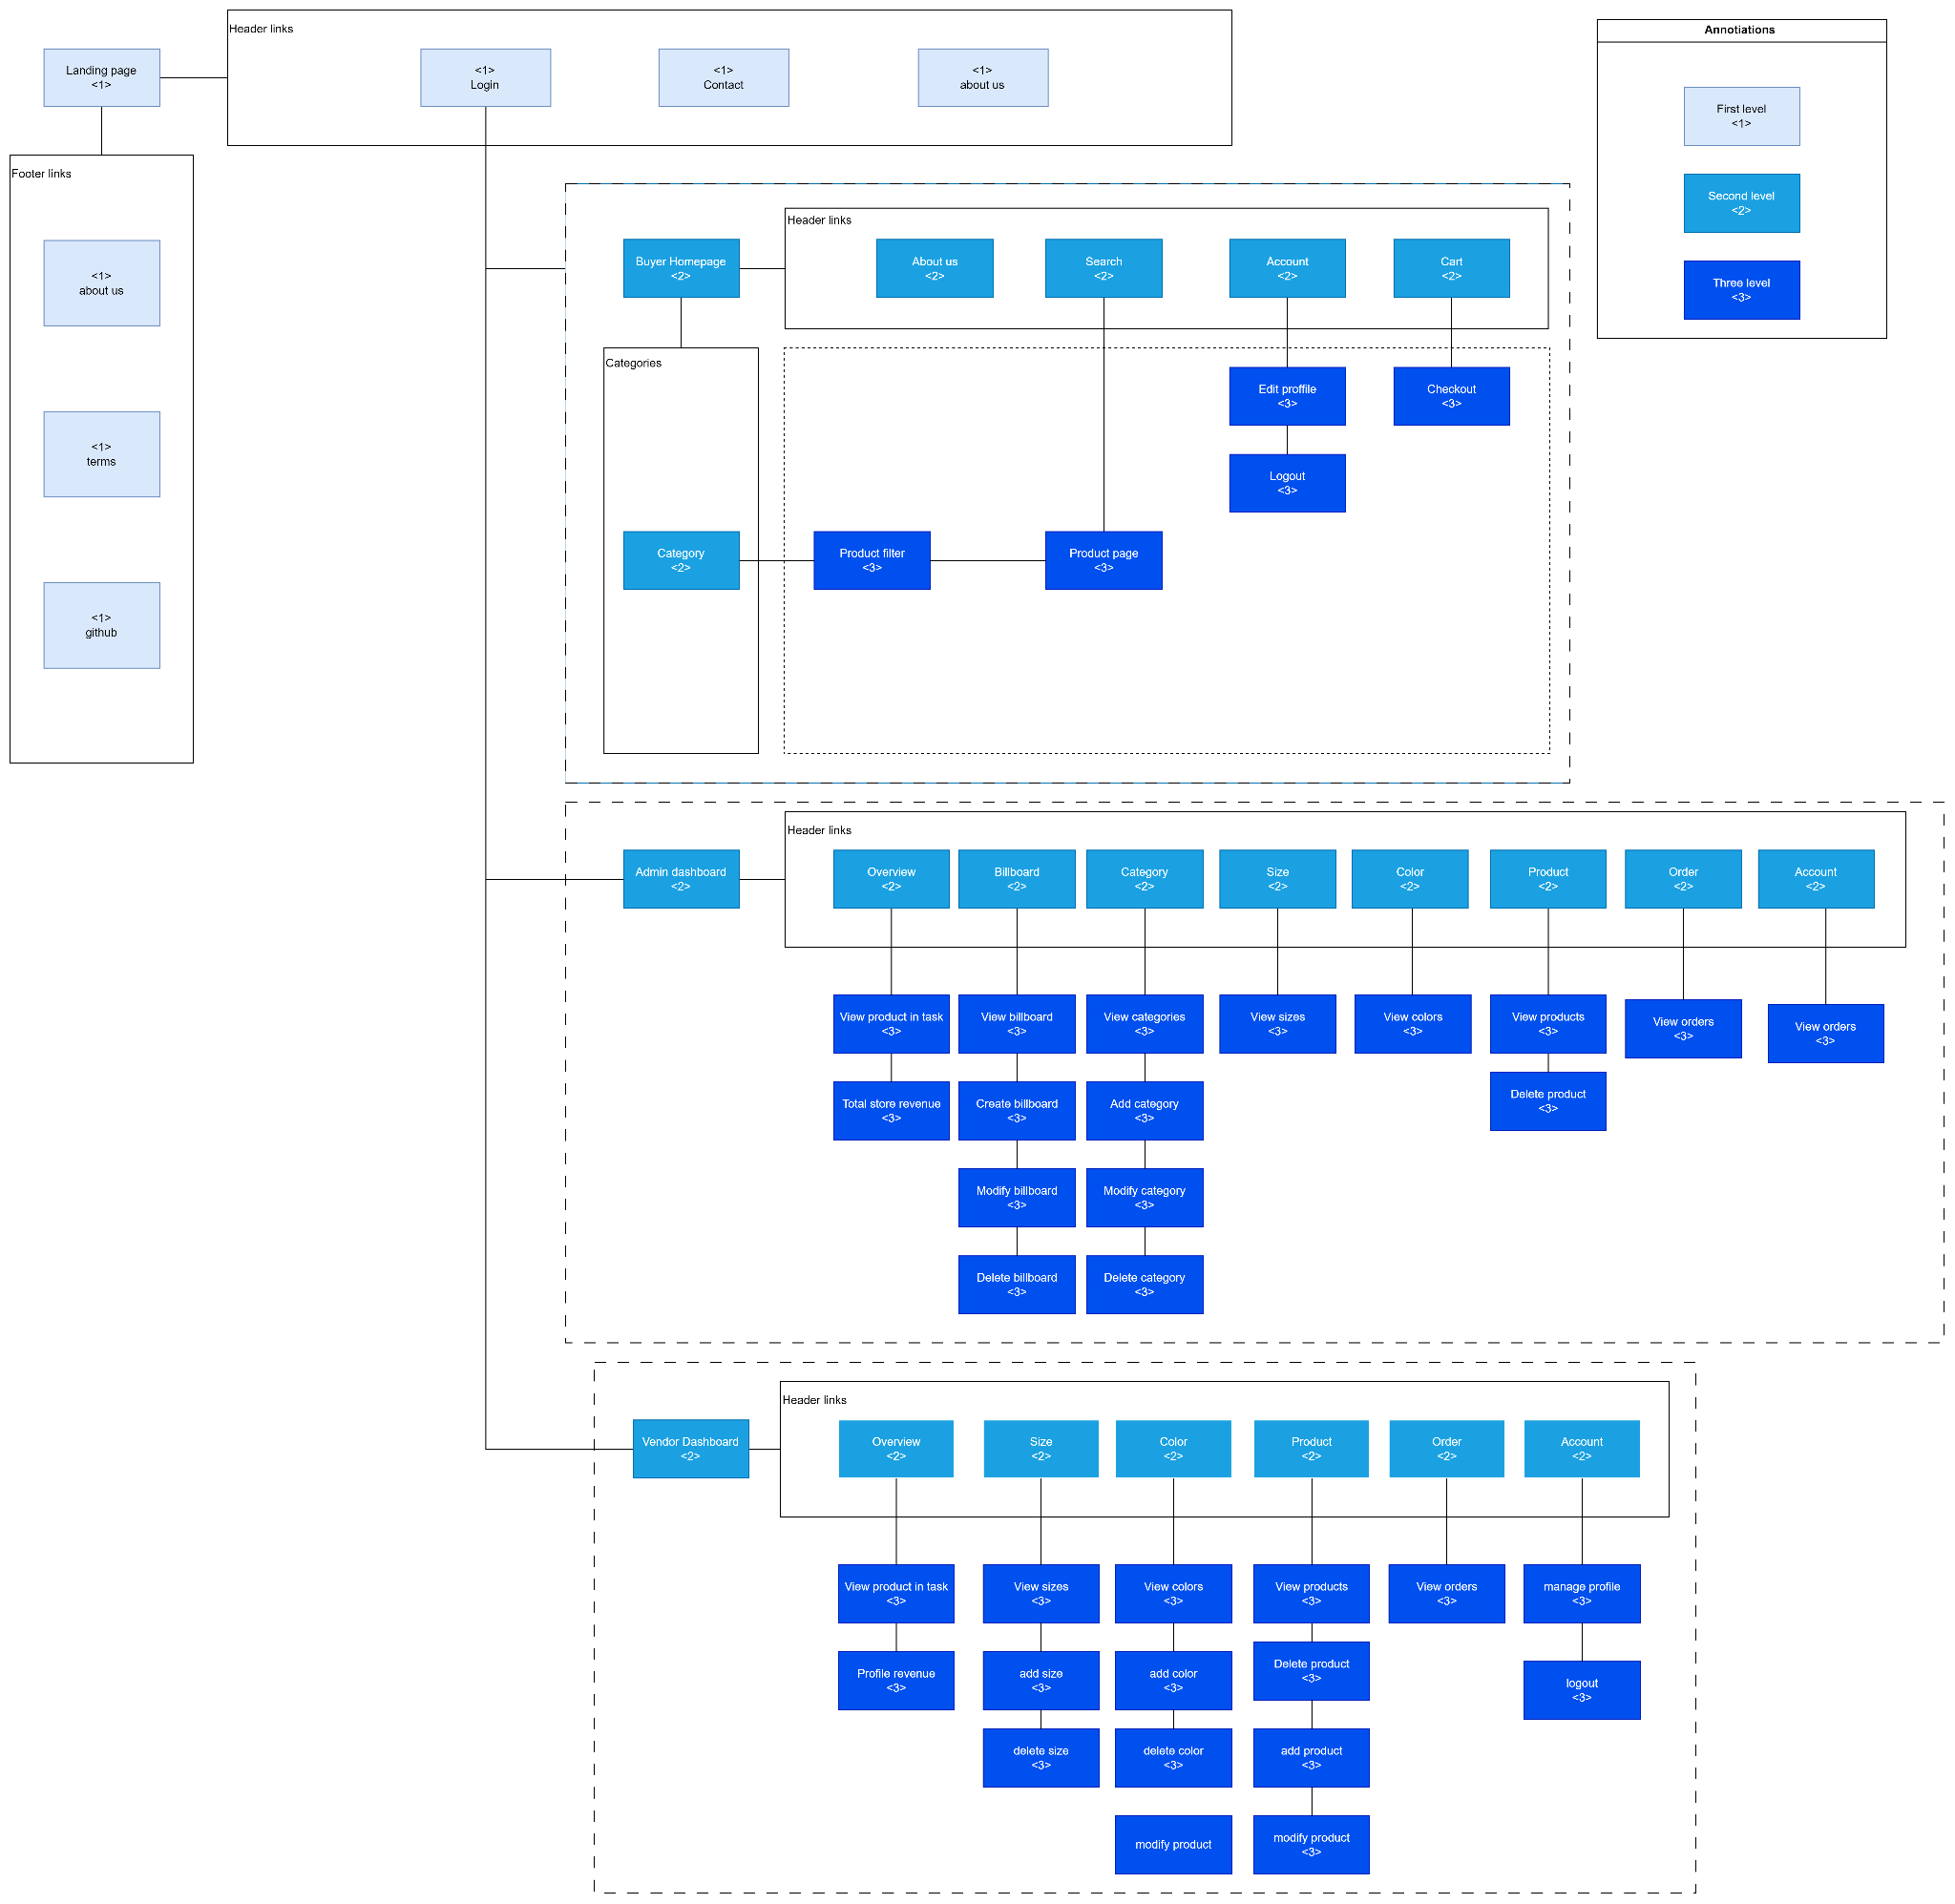 Header links
Landing page
<1>
<1>
Login
<1>
Contact
<1>
about us
Annotiations
First level
<1>
Second level
<2>
Three level
<3>
Footer links
<1>
about us
<1>
terms
<1>
github
Header links
Buyer Homepage
<2>
About us
<2>
Search
<2>
Account
<2>
Cart
<2>
Categories
Edit proffile
<3>
Checkout
<3>
Logout
<3>
Category
<2>
Product filter
<3>
Product page
<3>
Header links
Admin dashboard
<2>
Overview
<2>
Billboard
<2>
Category
<2>
Size
<2>
Color
<2>
Product
<2>
Order
<2>
Account
<2>
View product in task
<3>
View billboard
<3>
View categories
<3>
View sizes
<3>
View colors
<3>
View products
<3>
View orders
<3>
View orders
<3>
Total store revenue
<3>
Create billboard
<3>
Add category
<3>
Delete product
<3>
Modify billboard
<3>
Modify category
<3>
Delete billboard
<3>
Delete category
<3>
Header links
Vendor Dashboard
<2>
Overview
<2>
Size
<2>
Color
<2>
Product
<2>
Order
<2>
Account
<2>
View product in task
<3>
View sizes
<3>
View colors
<3>
View products
<3>
View orders
<3>
manage profile
<3>
Profile revenue
<3>
add size
<3>
add color
<3>
Delete product
<3>
logout
<3>
delete size
<3>
delete color
<3>
add product
<3>
modify product
modify product
<3>